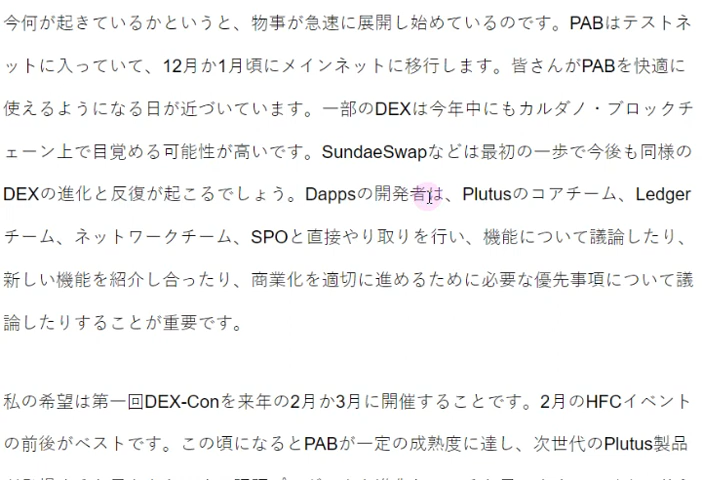 今何が起きているかというと、物事が急速に展開し始めているのです。PABはテストネ
ットに入っていて、12月か1月頃にメインネットに移行します。皆さんがPABを快適に
使えるようになる日が近づいています。一部のDEXは今年中にもカルダノ・ブロックチ
ェーン上で目覚める可能性が高いです。SundaeSwapなどは最初の一歩で今後も同様の
DEXの進化と反復が起こるでしょう。Dappsの開発者は、Plutusのコアチーム、Ledger
チーム、ネットワークチーム、SPOと直接やり取りを行い、機能について議論したり、
新しい機能を紹介し合ったり、商業化を適切に進めるために必要な優先事項について議
論したりすることが重要です。
私の希望は第一回DEX-Conを来年の2月か3月に開催することです。2月のHFCイベント
の前後がベストです。この頃になるとPABが一定の成熟度に達し、次世代のPlutus製品